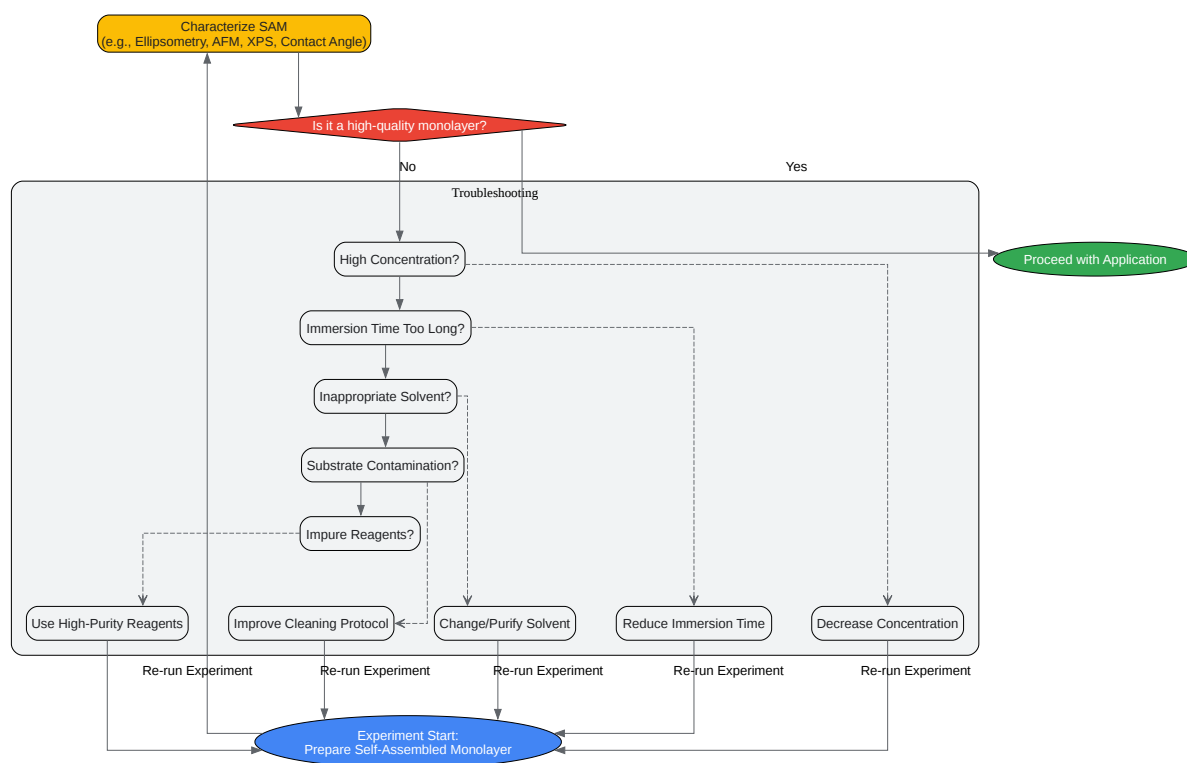 Characterize SAM
(e.g., Ellipsometry, AFM, XPS, Contact Angle)
Is it a high-quality monolayer?
No
Yes
Troubleshooting
High Concentration?
Proceed with Application
Immersion Time Too Long?
Inappropriate Solvent?
Substrate Contamination?
Impure Reagents?
Use High-Purity Reagents
Improve Cleaning Protocol
Change/Purify Solvent
Reduce Immersion Time
Decrease Concentration
Re-run Experiment
Re-run Experiment
Re-run Experiment
Re-run Experiment
Re-run Experiment
Experiment Start:
Prepare Self-Assembled Monolayer